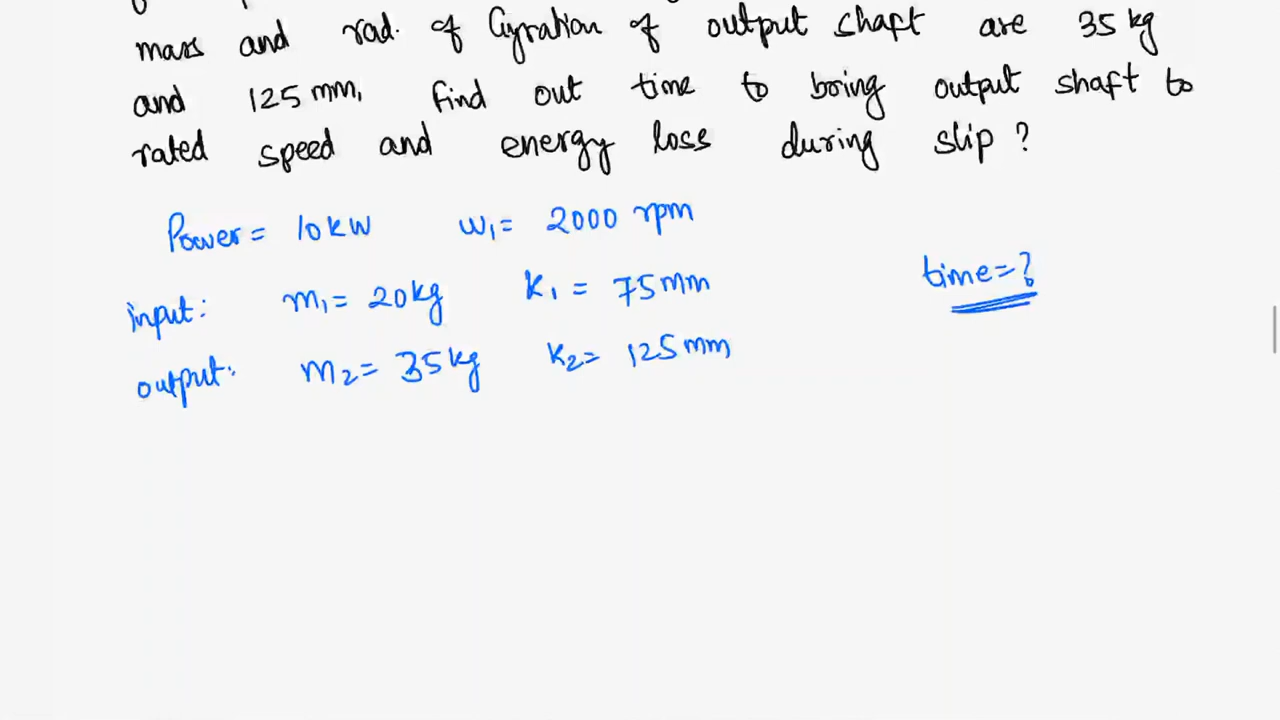 mass and rad. of Gyration of output shaft are 35 kg
and 125 mm, find out time to bring output shaft to
rated speed and energy loss during slip ?
Power = 10 kW ω₁ = 2000 rpm
time = ?
input: m₁ = 20 kg K₁ = 75 mm
output: m₂ = 35 kg K₂ = 125 mm